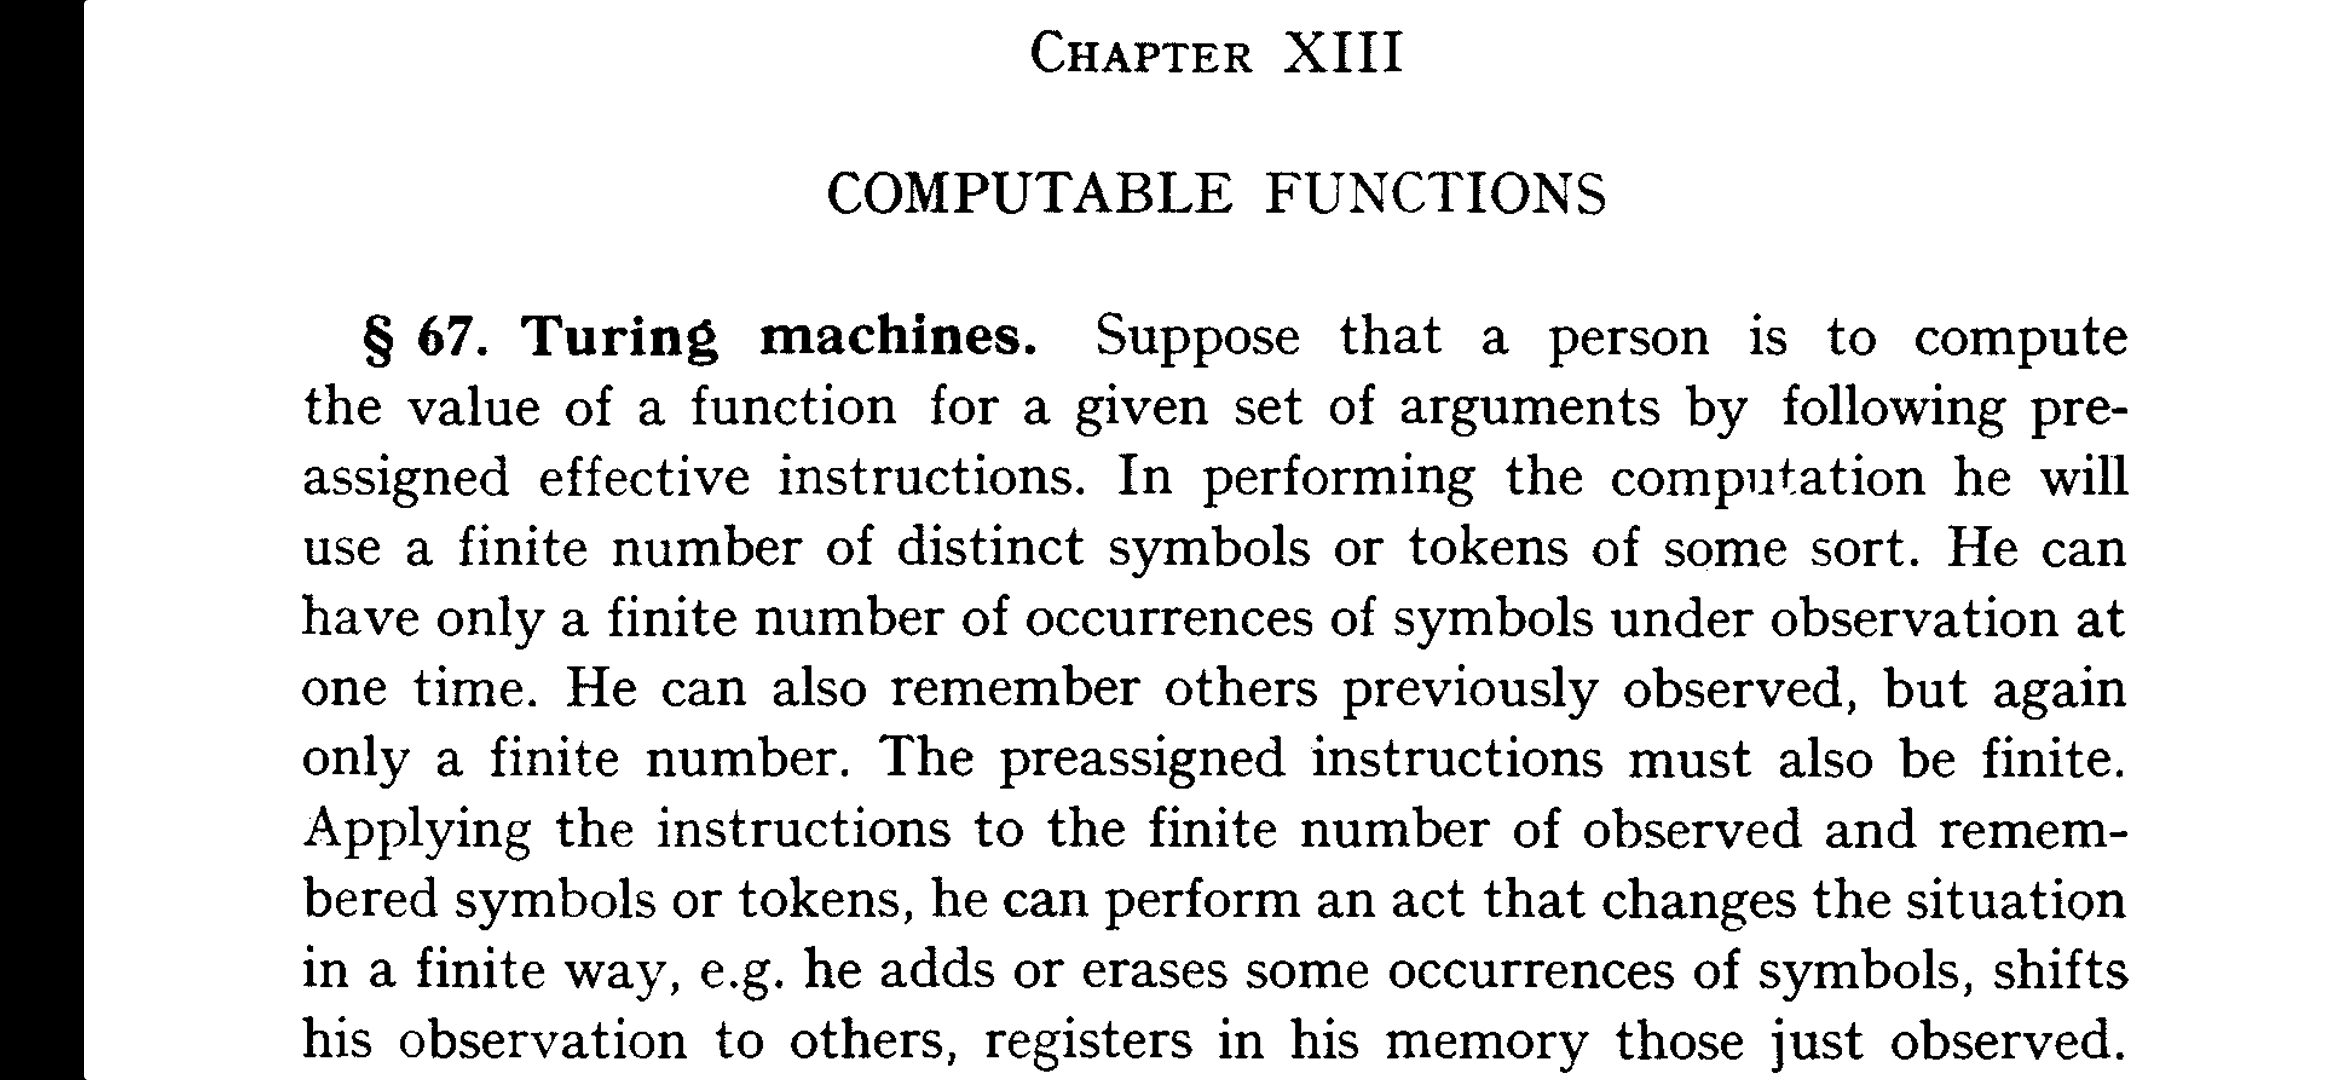 CHAPTER XIII
COMPUTABLE FUNCTIONS
§ 67. Turing machines. Suppose that a person is to compute
the value of a function for a given set of arguments by following pre-
assigned effective instructions. In performing the computation he will
use a finite number of distinct symbols or tokens of some sort. He can
have only a finite number of occurrences of symbols under observation at
one time. He can also remember others previously observed, but again
only a finite number. The preassigned instructions must also be finite.
Applying the instructions to the finite number of observed and remem-
bered symbols or tokens, he can perform an act that changes the situation
in a finite way, e.g. he adds or erases some occurrences of symbols, shifts
his observation to others, registers in his memory those just observed.